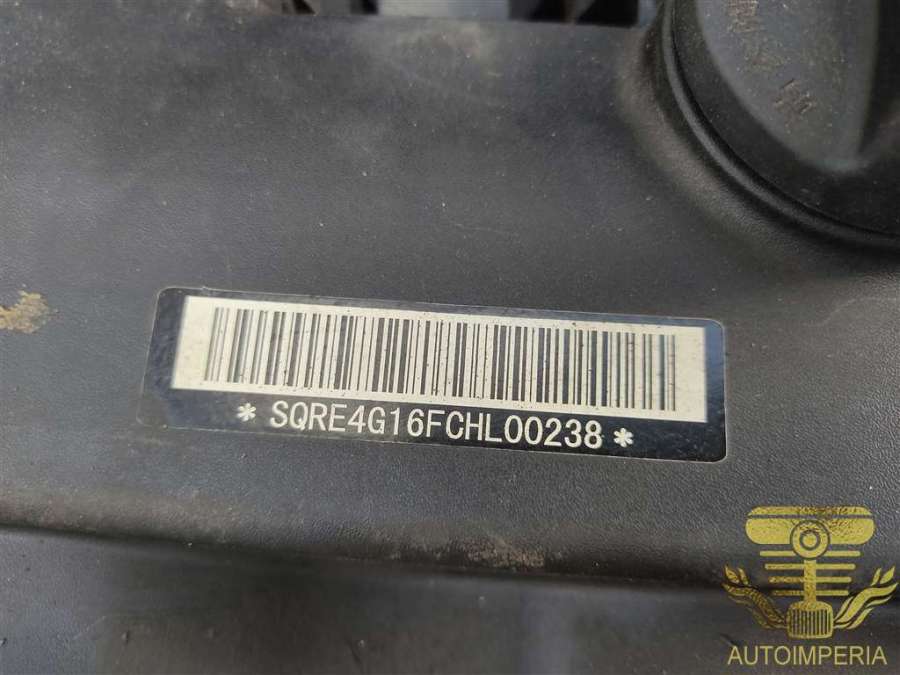 * SQRE4G16FCHL00238 *
AUTOIMPERIA